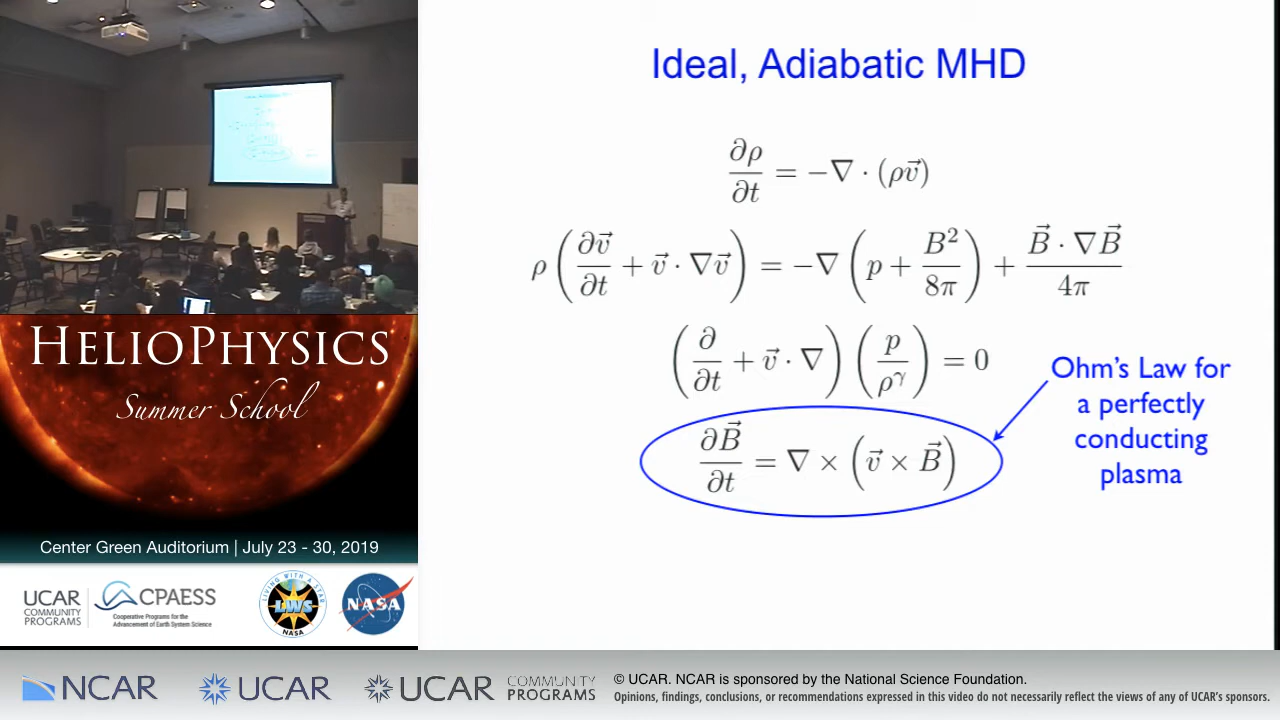 Ideal, Adiabatic MHD
∂ρ/∂t = −∇ · (ρv⃗)
ρ(∂v⃗/∂t + v⃗ · ∇v⃗) = −∇(p + B²/8π) + B⃗ · ∇B⃗/4π
(∂/∂t + v⃗ · ∇)(p/ρ^γ) = 0
∂B⃗/∂t = ∇ × (v⃗ × B⃗)
Ohm's Law for
a perfectly
conducting
plasma
HELIOPHYSICS
Summer School
Center Green Auditorium | July 23 - 30, 2019
UCAR
COMMUNITY
PROGRAMS
CPAESS
Cooperative Programs for the
Advancement of Earth System Science
LIVING WITH A STAR
LWS
NASA
NASA
NCAR
UCAR
UCAR
COMMUNITY
PROGRAMS
© UCAR. NCAR is sponsored by the National Science Foundation.
Opinions, findings, conclusions, or recommendations expressed in this video do not necessarily reflect the views of any of UCAR's sponsors.